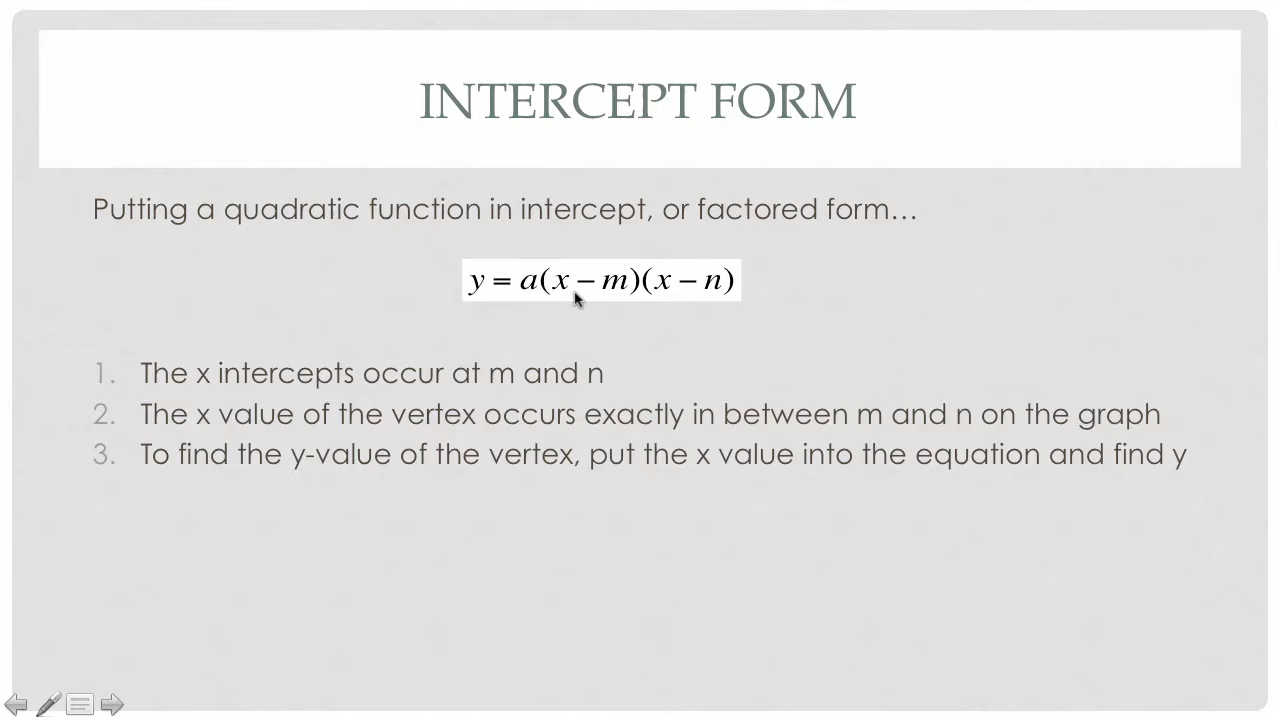 INTERCEPT FORM
Putting a quadratic function in intercept, or factored form…
y = a(x − m)(x − n)
1. The x intercepts occur at m and n
2. The x value of the vertex occurs exactly in between m and n on the graph
3. To find the y-value of the vertex, put the x value into the equation and find y